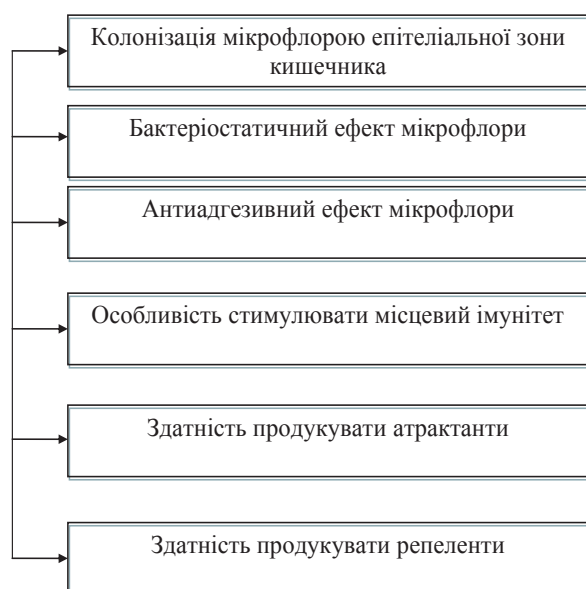 Колонізація мікрофлорою епітеліальної зони
кишечника
Бактеріостатичний ефект мікрофлори
Антиадгезивний ефект мікрофлори
Особливість стимулювати місцевий імунітет
Здатність продукувати атрактанти
Здатність продукувати репеленти